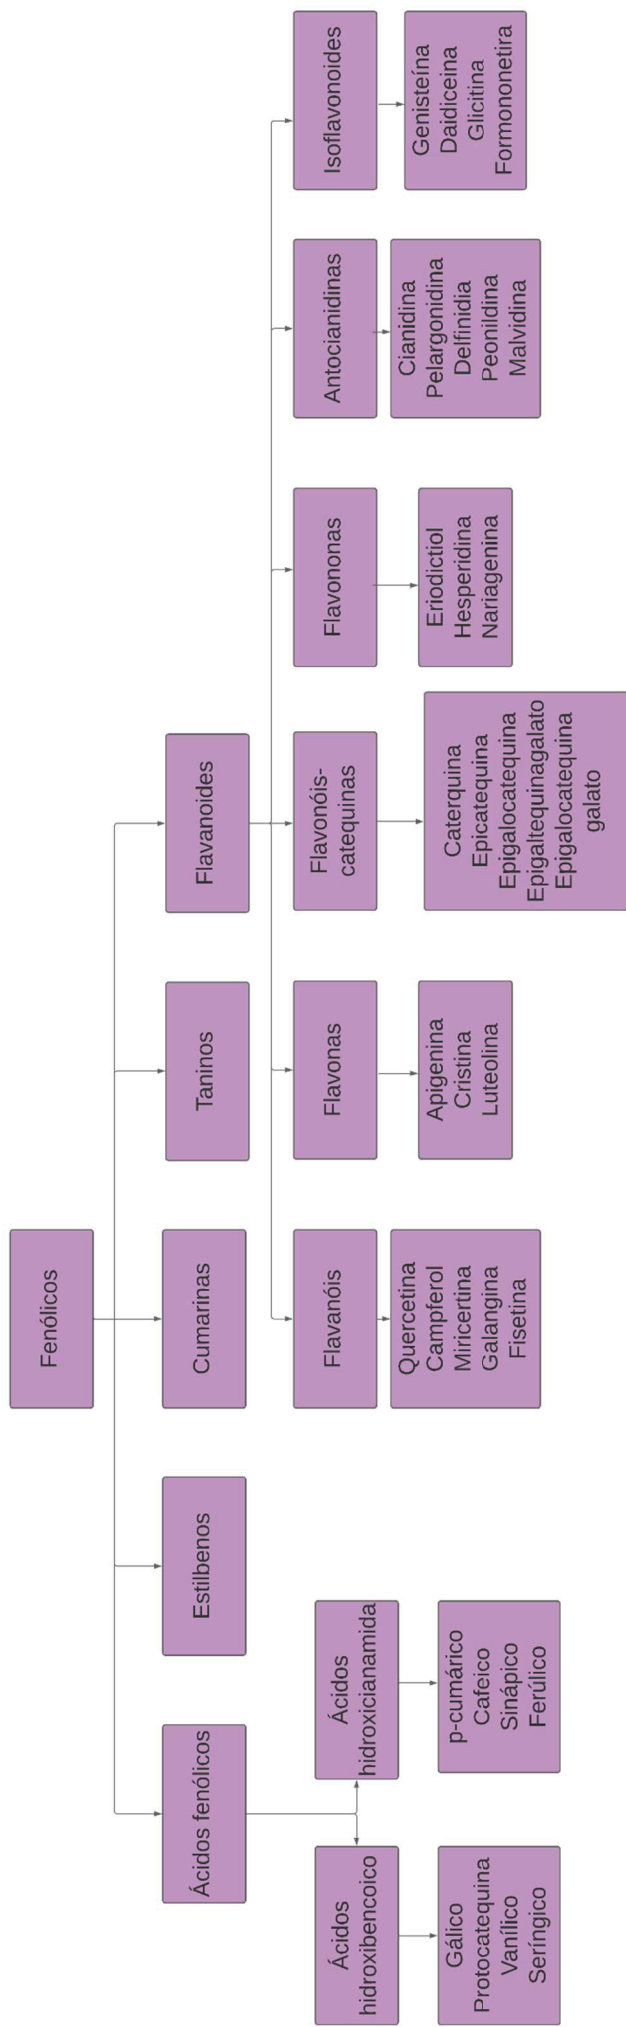 Fenólicos
Ácidos fenólicos
Estilbenos
Cumarinas
Taninos
Flavanoides
Ácidos
hidroxibencoico
Ácidos
hidroxicianamida
Flavanóis
Flavonas
Flavonóis-
catequinas
Flavononas
Antocianidinas
Isoflavonoides
Gálico
Protocatequina
Vanílico
Seríngico
p-cumárico
Cafeico
Sinápico
Ferúlico
Quercetina
Campferol
Miricertina
Galangina
Fisetina
Apigenina
Cristina
Luteolina
Caterquina
Epicatequina
Epigalocatequina
Epigaltequinagalato
Epigalocatequina
galato
Eriodictiol
Hesperidina
Nariagenina
Cianidina
Pelargonidina
Delfinidia
Peonildina
Malvidina
Genisteína
Daidiceina
Glicitina
Formononetira